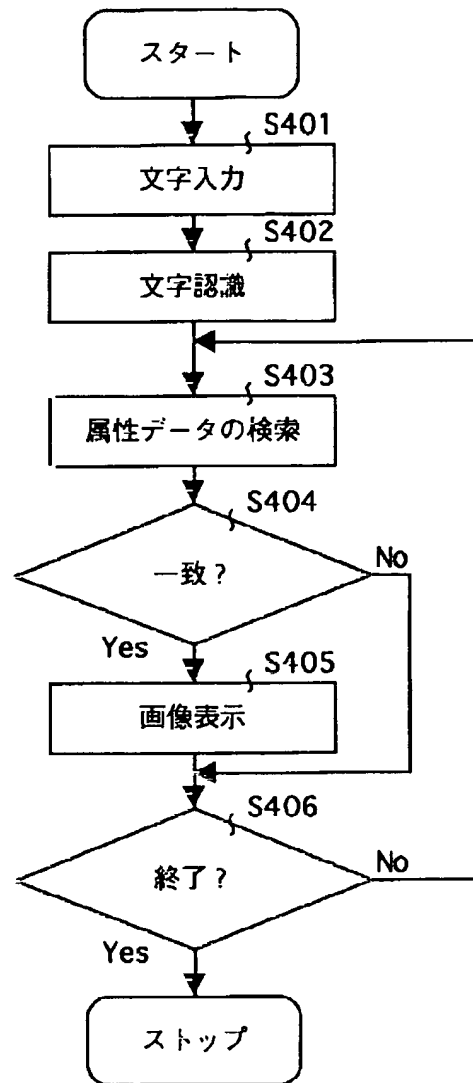 スタート
S401
文字入力
S402
文字認識
S403
属性データの検索
S404
一致?
No
Yes
S405
画像表示
S406
終了?
No
Yes
ストップ